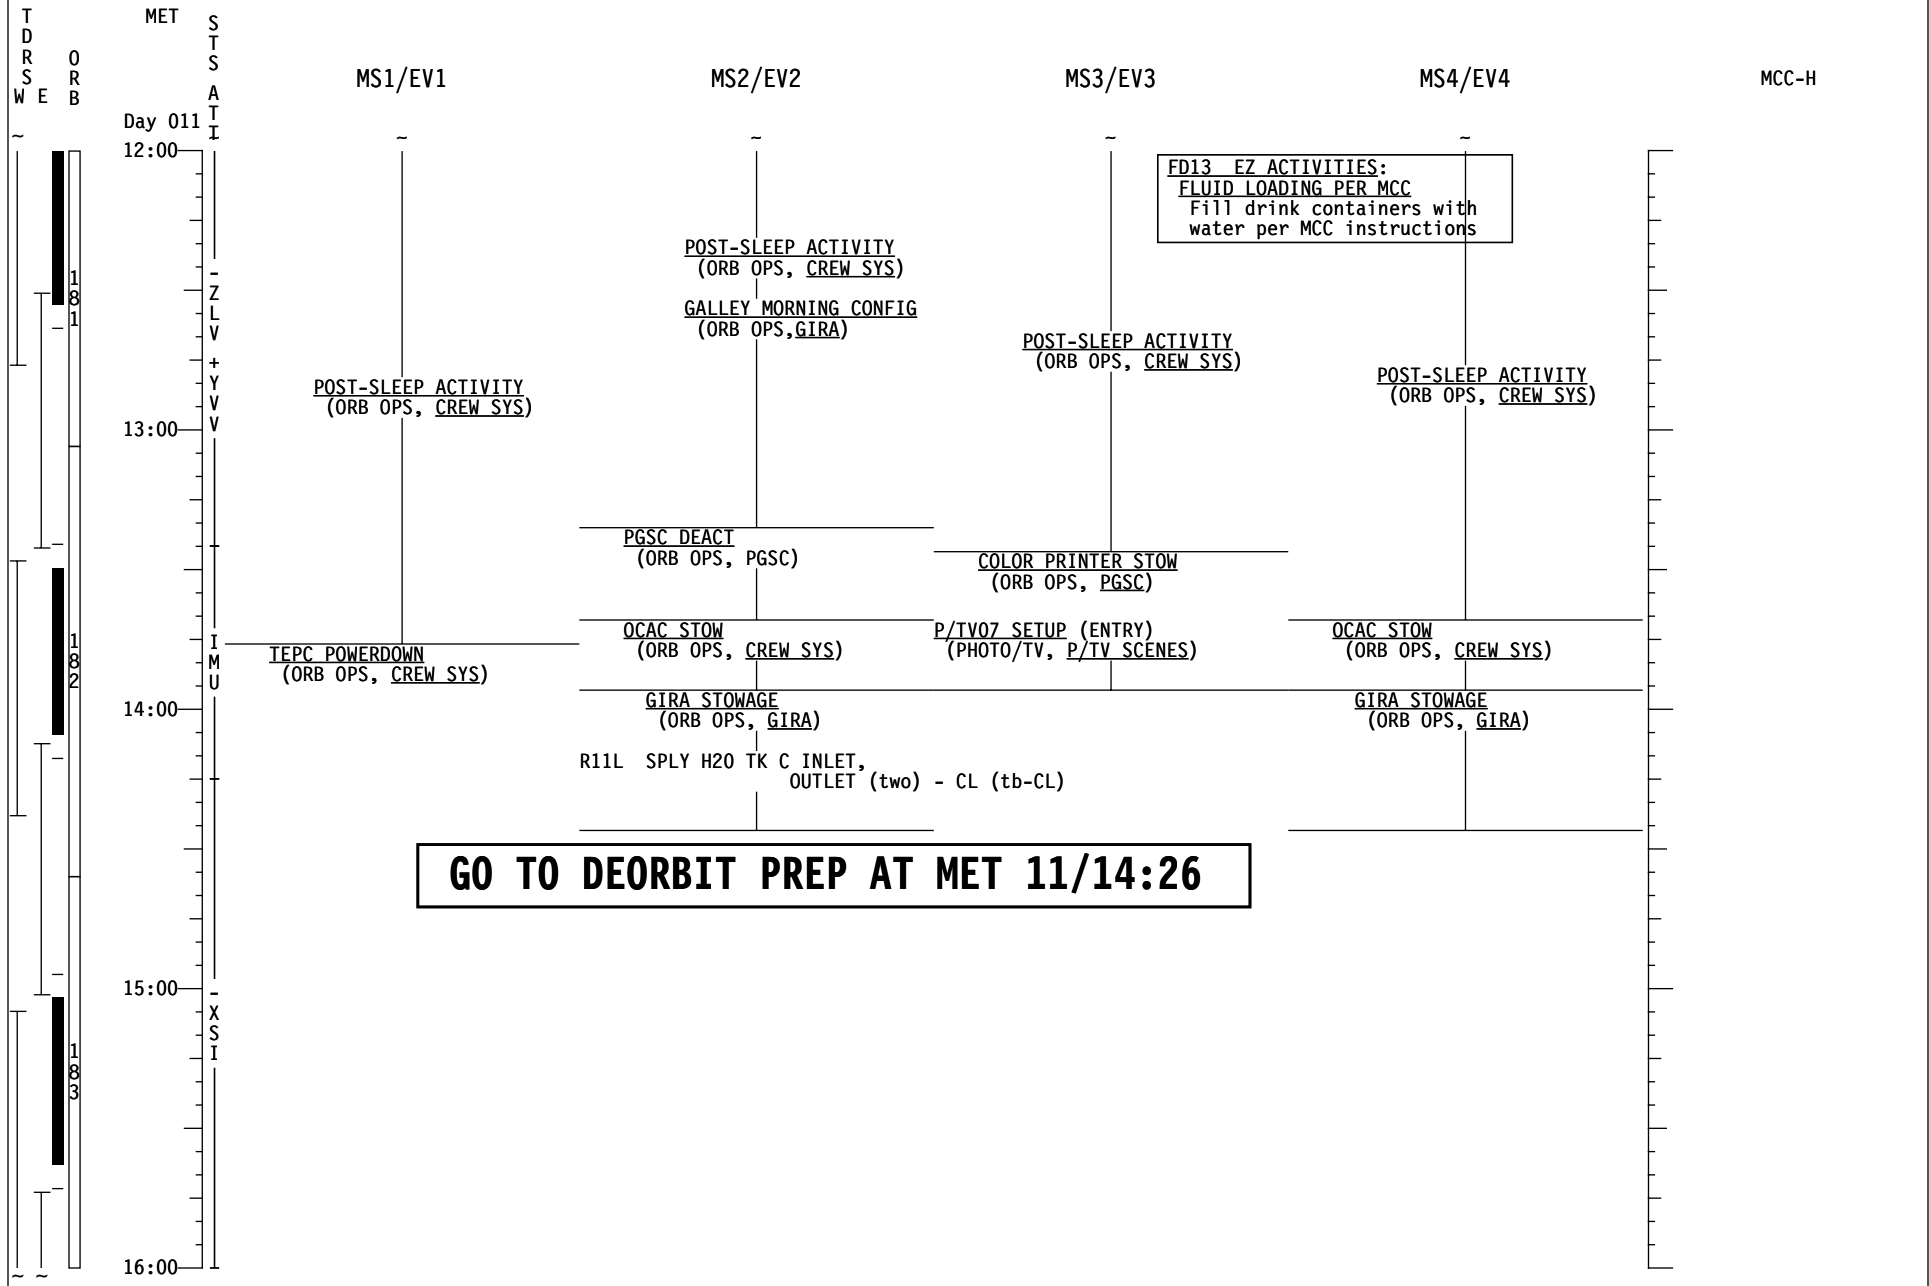 TDRS
W E
ORB
MET
STS ATT
MS1/EV1
MS2/EV2
MS3/EV3
MS4/EV4
MCC-H
Day 011
~ ~ ~ ~ ~
12:00
FD13 EZ ACTIVITIES:
FLUID LOADING PER MCC
Fill drink containers with
water per MCC instructions
POST-SLEEP ACTIVITY
(ORB OPS, CREW SYS)
181
-ZLV +YVV
GALLEY MORNING CONFIG
(ORB OPS,GIRA)
POST-SLEEP ACTIVITY
(ORB OPS, CREW SYS)
POST-SLEEP ACTIVITY
(ORB OPS, CREW SYS)
POST-SLEEP ACTIVITY
(ORB OPS, CREW SYS)
13:00
PGSC DEACT
(ORB OPS, PGSC)
COLOR PRINTER STOW
(ORB OPS, PGSC)
182
IMU
TEPC POWERDOWN
(ORB OPS, CREW SYS)
OCAC STOW
(ORB OPS, CREW SYS)
P/TV07 SETUP (ENTRY)
(PHOTO/TV, P/TV SCENES)
OCAC STOW
(ORB OPS, CREW SYS)
14:00
GIRA STOWAGE
(ORB OPS, GIRA)
GIRA STOWAGE
(ORB OPS, GIRA)
R11L SPLY H2O TK C INLET,
OUTLET (two) - CL (tb-CL)
GO TO DEORBIT PREP AT MET 11/14:26
15:00
-XSI
183
16:00
~ ~